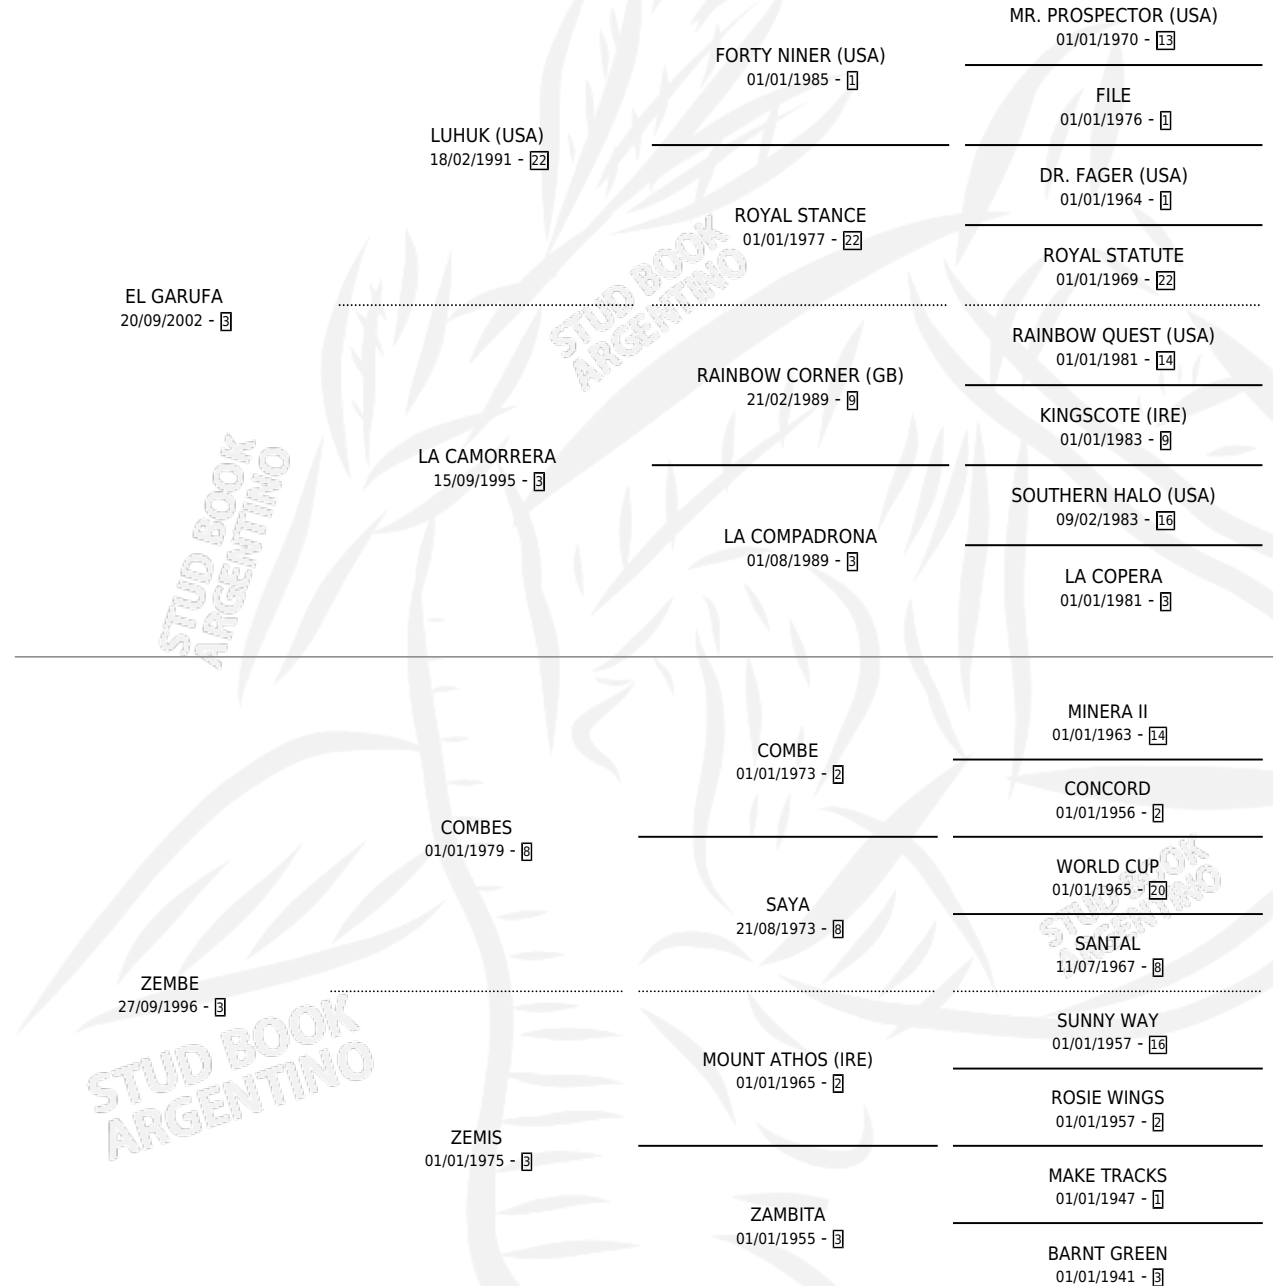 MR. PROSPECTOR (USA)
01/01/1970 - 13
FORTY NINER (USA)
01/01/1985 - 1
FILE
01/01/1976 - 1
LUHUK (USA)
18/02/1991 - 22
DR. FAGER (USA)
01/01/1964 - 1
ROYAL STANCE
01/01/1977 - 22
ROYAL STATUTE
01/01/1969 - 22
EL GARUFA
20/09/2002 - 3
RAINBOW QUEST (USA)
01/01/1981 - 14
RAINBOW CORNER (GB)
21/02/1989 - 9
KINGSCOTE (IRE)
01/01/1983 - 9
LA CAMORRERA
15/09/1995 - 3
SOUTHERN HALO (USA)
09/02/1983 - 16
LA COMPADRONA
01/08/1989 - 3
LA COPERA
01/01/1981 - 3
STUD BOOK
ARGENTINO
STUD BOOK
ARGENTINO
MINERA II
01/01/1963 - 14
COMBE
01/01/1973 - 2
CONCORD
01/01/1956 - 2
COMBES
01/01/1979 - 8
WORLD CUP
01/01/1965 - 20
SAYA
21/08/1973 - 8
SANTAL
11/07/1967 - 8
ZEMBE
27/09/1996 - 3
SUNNY WAY
01/01/1957 - 16
MOUNT ATHOS (IRE)
01/01/1965 - 2
ROSIE WINGS
01/01/1957 - 2
ZEMIS
01/01/1975 - 3
MAKE TRACKS
01/01/1947 - 1
ZAMBITA
01/01/1955 - 3
BARNT GREEN
01/01/1941 - 3
STUD BOOK
ARGENTINO
STUD BOOK
ARGENTINO